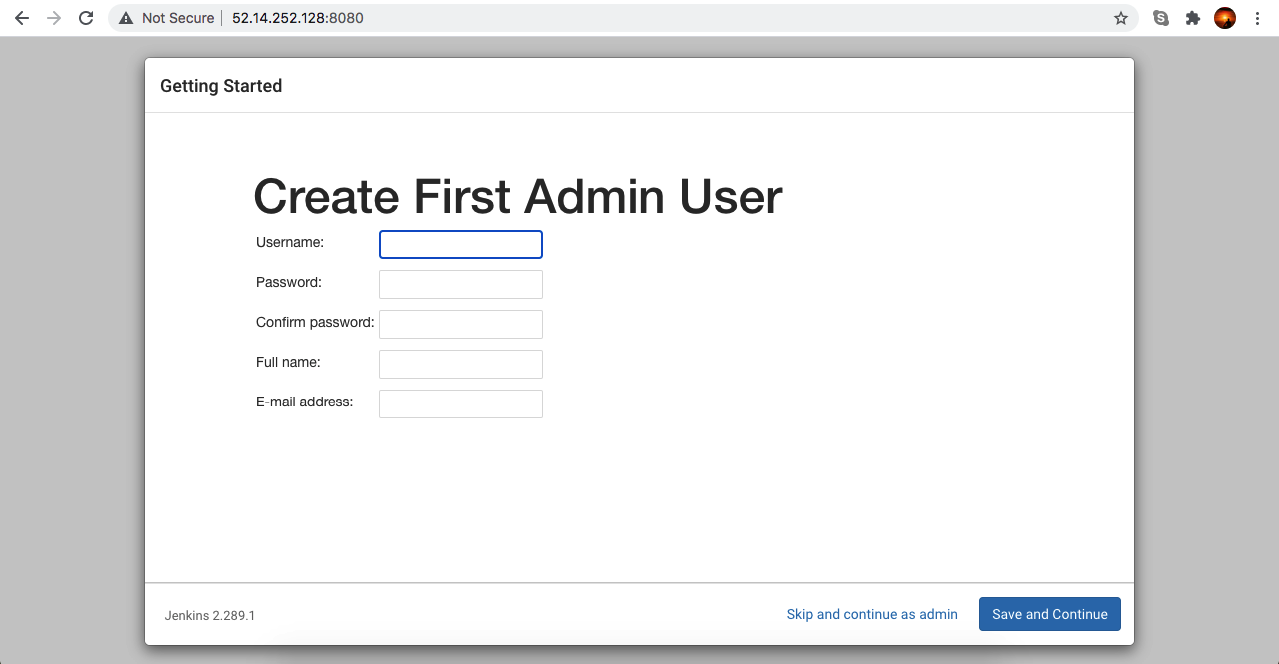 Not Secure | 52.14.252.128:8080
Getting Started
Create First Admin User
Username:
Password:
Confirm password:
Full name:
E-mail address:
Jenkins 2.289.1
Skip and continue as admin
Save and Continue